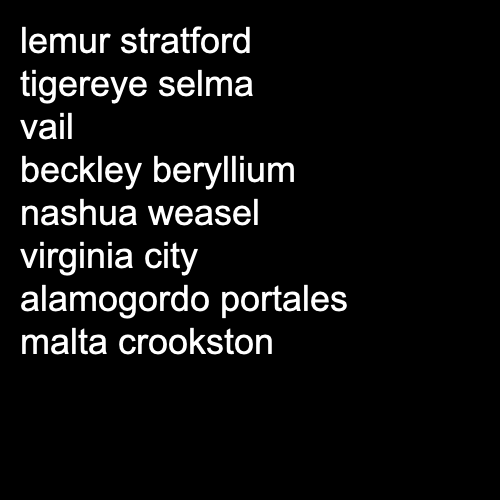 lemur stratford
tigereye selma
vail
beckley beryllium
nashua weasel
virginia city
alamogordo portales
malta crookston